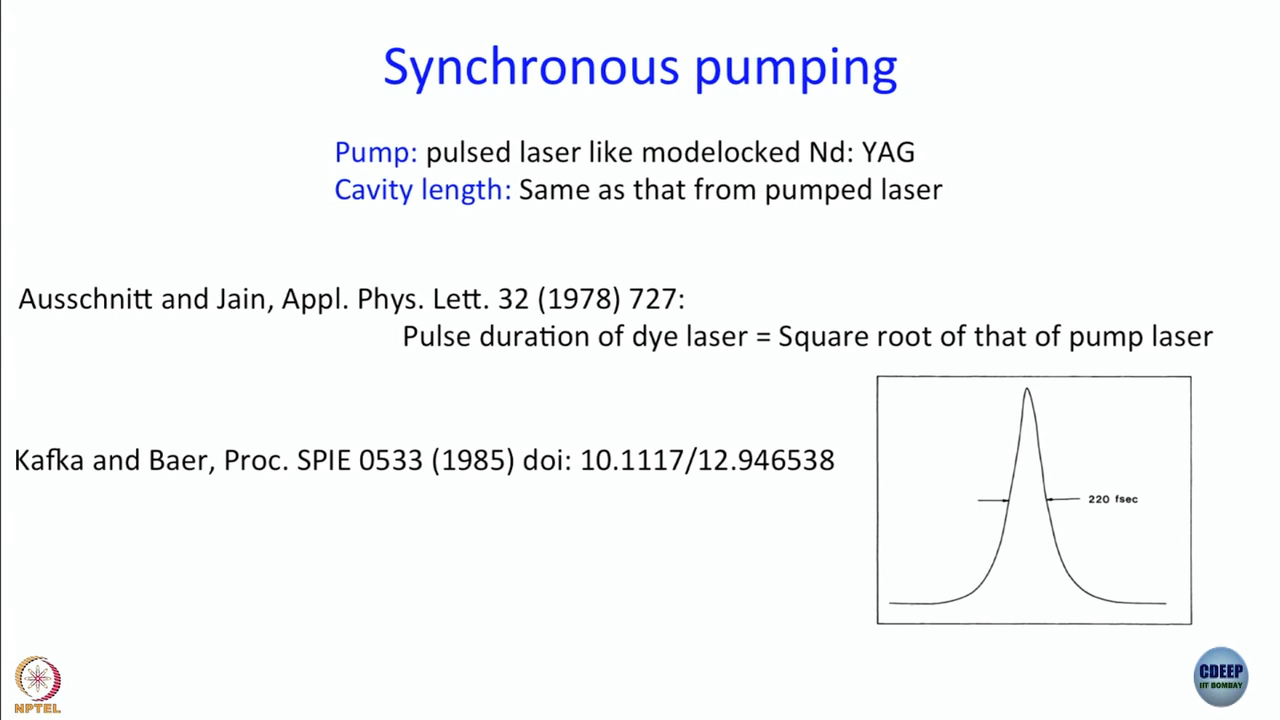 Synchronous pumping
Pump: pulsed laser like modelocked Nd: YAG
Cavity length: Same as that from pumped laser
Ausschnitt and Jain, Appl. Phys. Lett. 32 (1978) 727:
Pulse duration of dye laser = Square root of that of pump laser
Kafka and Baer, Proc. SPIE 0533 (1985) doi: 10.1117/12.946538
220 fsec
NPTEL
CDEEP
IIT BOMBAY